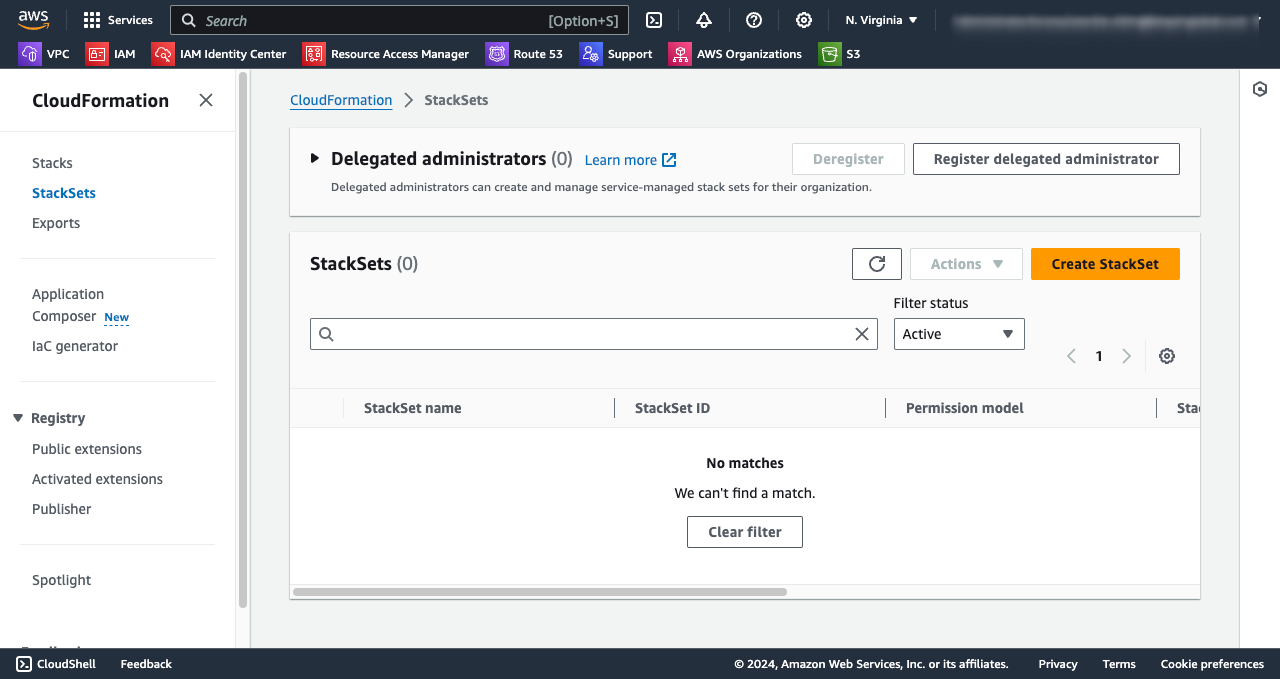 aws Services Search [Option+S] N. Virginia
VPC IAM IAM Identity Center Resource Access Manager Route 53 Support AWS Organizations S3
CloudFormation
Stacks
StackSets
Exports
Application
Composer New
IaC generator
Registry
Public extensions
Activated extensions
Publisher
Spotlight
CloudFormation StackSets
Delegated administrators (0) Learn more Deregister Register delegated administrator
Delegated administrators can create and manage service-managed stack sets for their organization.
StackSets (0) Actions Create StackSet
Filter status
Active
1
StackSet name StackSet ID Permission model Stac
No matches
We can't find a match.
Clear filter
CloudShell Feedback © 2024, Amazon Web Services, Inc. or its affiliates. Privacy Terms Cookie preferences